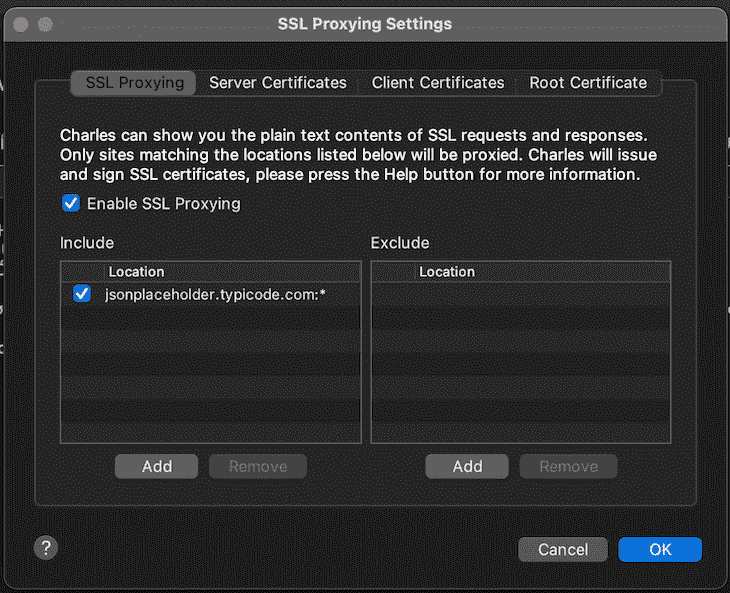 SSL Proxying Settings
SSL Proxying Server Certificates Client Certificates Root Certificate
Charles can show you the plain text contents of SSL requests and responses.
Only sites matching the locations listed below will be proxied. Charles will issue
and sign SSL certificates, please press the Help button for more information.
Enable SSL Proxying
Include Exclude
Location Location
jsonplaceholder.typicode.com:*
Add Remove Add Remove
? Cancel OK